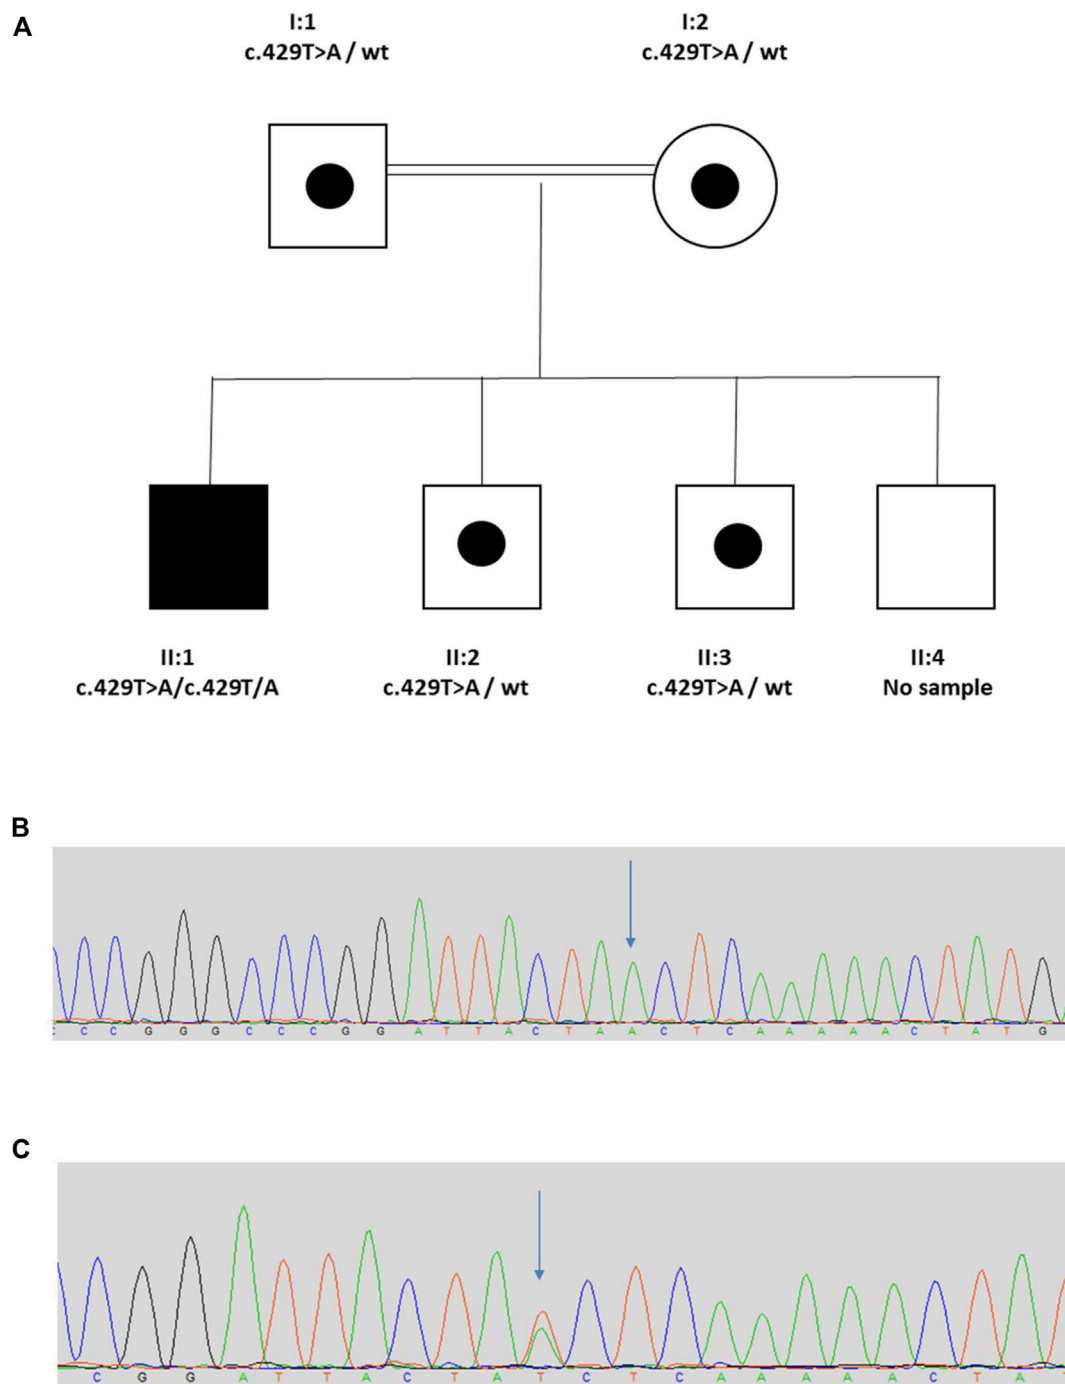 A
I:1
c.429T>A / wt
I:2
c.429T>A / wt
II:1
c.429T>A/c.429T/A
II:2
c.429T>A / wt
II:3
c.429T>A / wt
II:4
No sample
B
C C C G G G C C C G G A T T A C T A A C T C A A A A A C T A T G
C
C G G A T T A C T A T C T C A A A A A C T A T